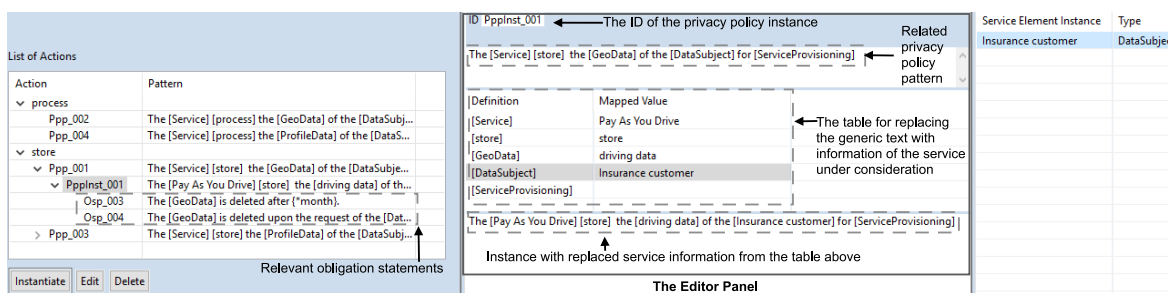 List of Actions
Action Pattern
process
Ppp_002 The [Service] [process] the [GeoData] of the [DataSubj...
Ppp_004 The [Service] [process] the [ProfileData] of the [DataS...
store
Ppp_001 The [Service] [store]  the [GeoData] of the [DataSubje...
PppInst_001 The [Pay As You Drive] [store]  the [driving data] of th...
Osp_003 The [GeoData] is deleted after {*month}.
Osp_004 The [GeoData] is deleted upon the request of the [Dat...
Ppp_003 The [Service] [store] the [ProfileData] of the [DataSubj...
Relevant obligation statements
Instantiate Edit Delete
ID PppInst_001 The ID of the privacy policy instance
Related
privacy
policy
pattern
The [Service] [store]  the [GeoData] of the [DataSubject] for [ServiceProvisioning]
Definition Mapped Value
[Service] Pay As You Drive
[store] store
[GeoData] driving data
[DataSubject] Insurance customer
[ServiceProvisioning]
The table for replacing
the generic text with
information of the service
under consideration
The [Pay As You Drive] [store]  the [driving data] of the [Insurance customer] for [ServiceProvisioning]
Instance with replaced service information from the table above
The Editor Panel
Service Element Instance Type
Insurance customer DataSubjec